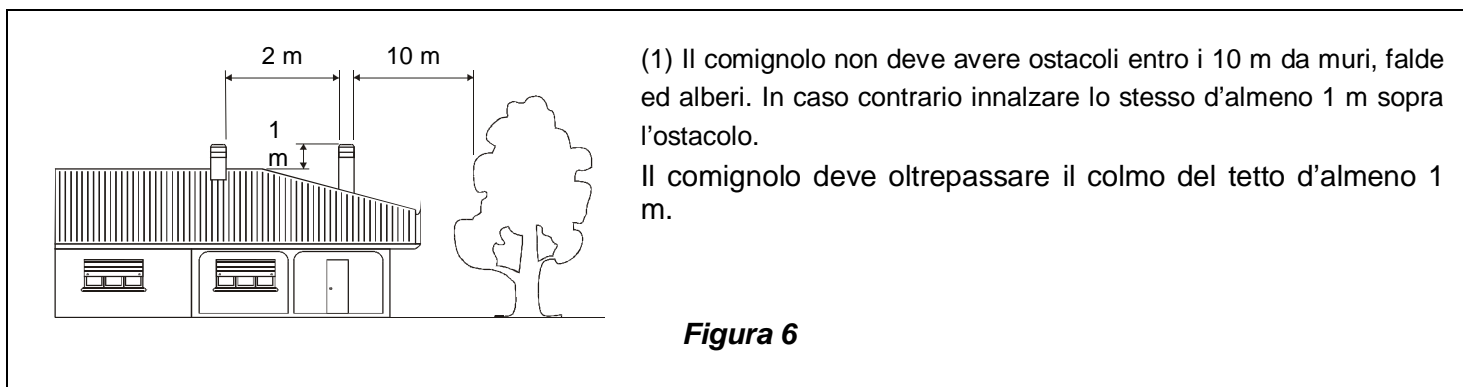 2 m
10 m
1
m
(1) Il comignolo non deve avere ostacoli entro i 10 m da muri, falde
ed alberi. In caso contrario innalzare lo stesso d’almeno 1 m sopra
l’ostacolo.
Il comignolo deve oltrepassare il colmo del tetto d’almeno 1
m.
Figura 6